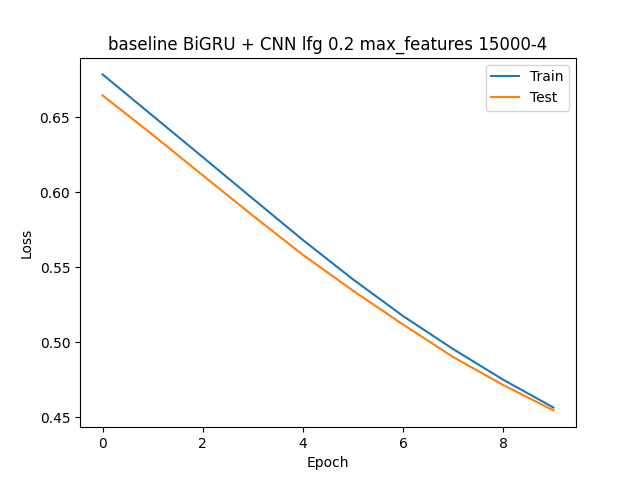 baseline BiGRU + CNN lfg 0.2 max_features 15000-4
Train
Test
0.65
0.60
0.55
0.50
0.45
Loss
0 2 4 6 8
Epoch